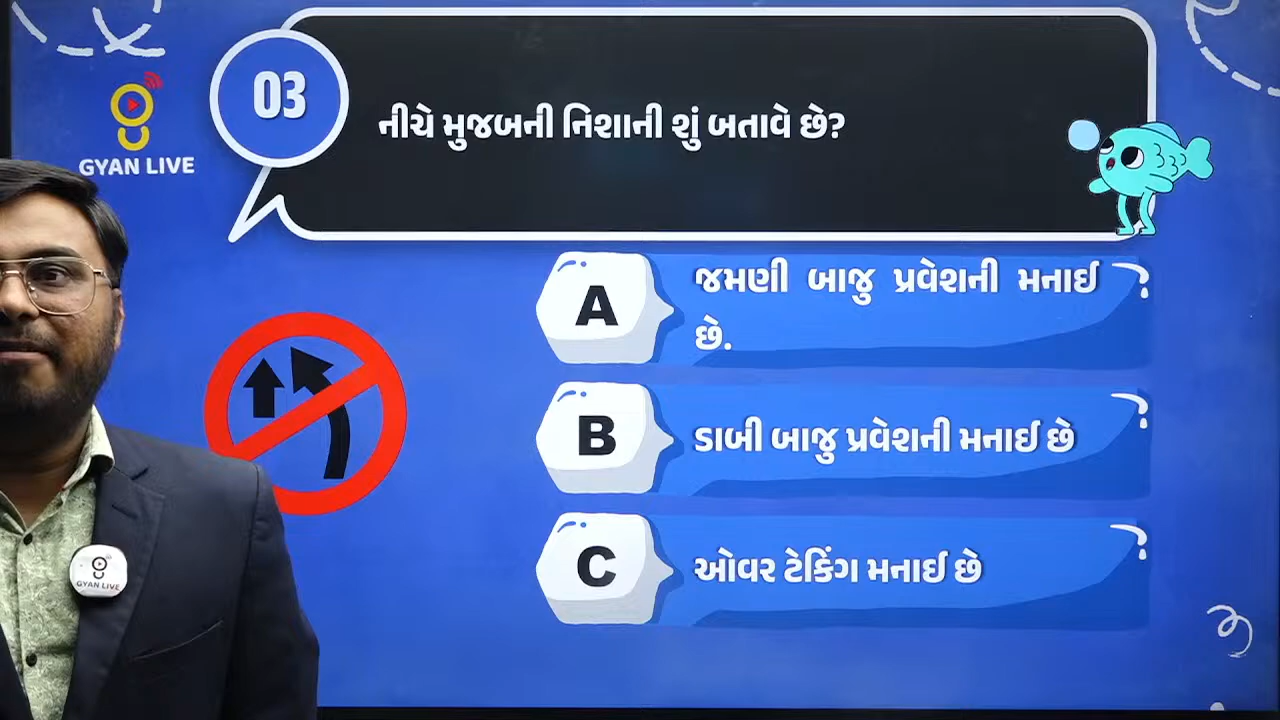 03
નીચે મુજબની નિશાની શું બતાવે છે?
GYAN LIVE
A
જમણી બાજુ પ્રવેશની મનાઈ
છે.
B
ડાબી બાજુ પ્રવેશની મનાઈ છે
C
ઓવર ટેકિંગ મનાઈ છે
GYAN LIVE